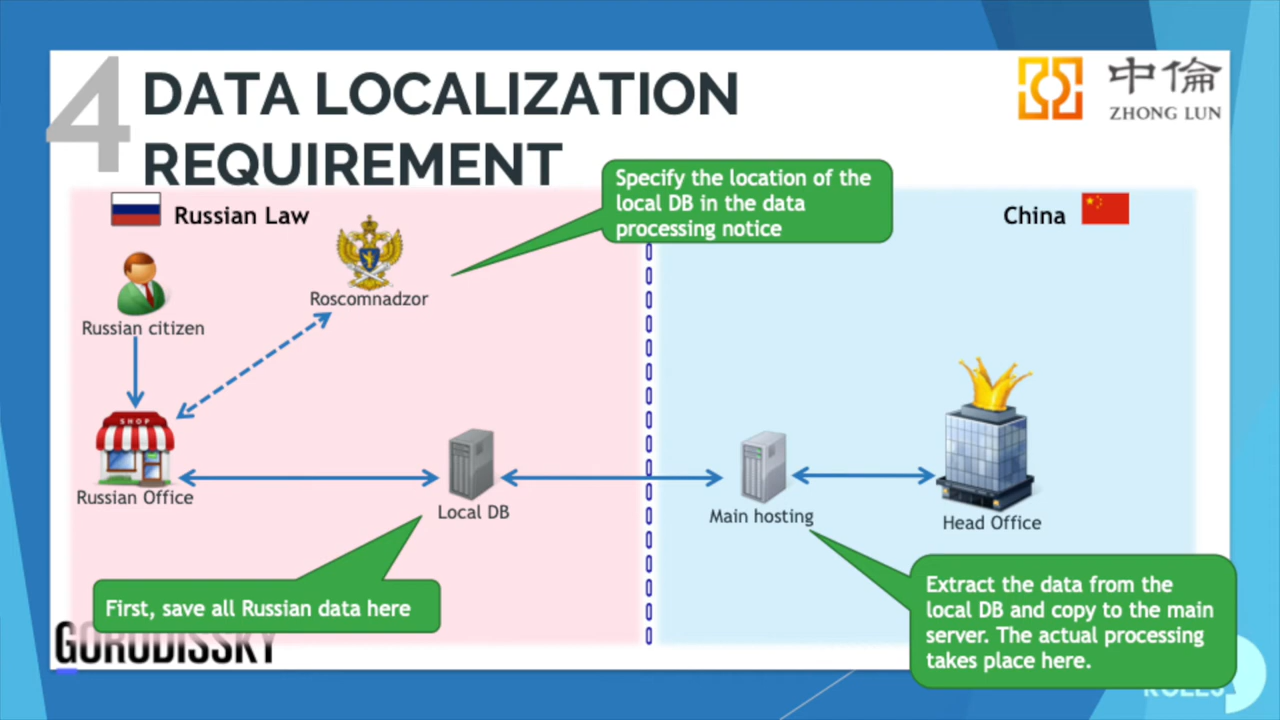 4
DATA LOCALIZATION
REQUIREMENT
中倫
ZHONG LUN
Russian Law
Roscomnadzor
Specify the location of the
local DB in the data
processing notice
China
Russian citizen
SHOP
Russian Office
Local DB
Main hosting
Head Office
First, save all Russian data here
Extract the data from the
local DB and copy to the main
server. The actual processing
takes place here.
GORODISSKY